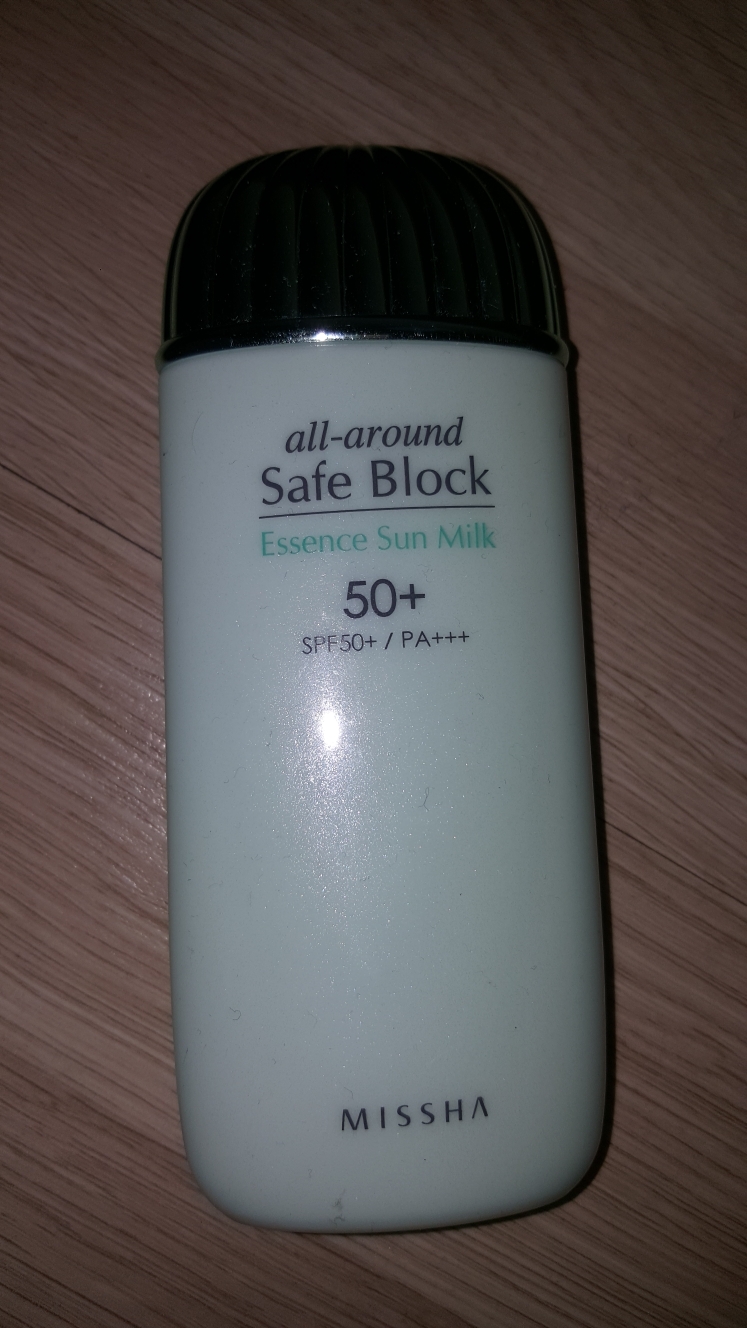 all-around
Safe Block
Essence Sun Milk
50+
SPF50+ / PA+++
MISSHA